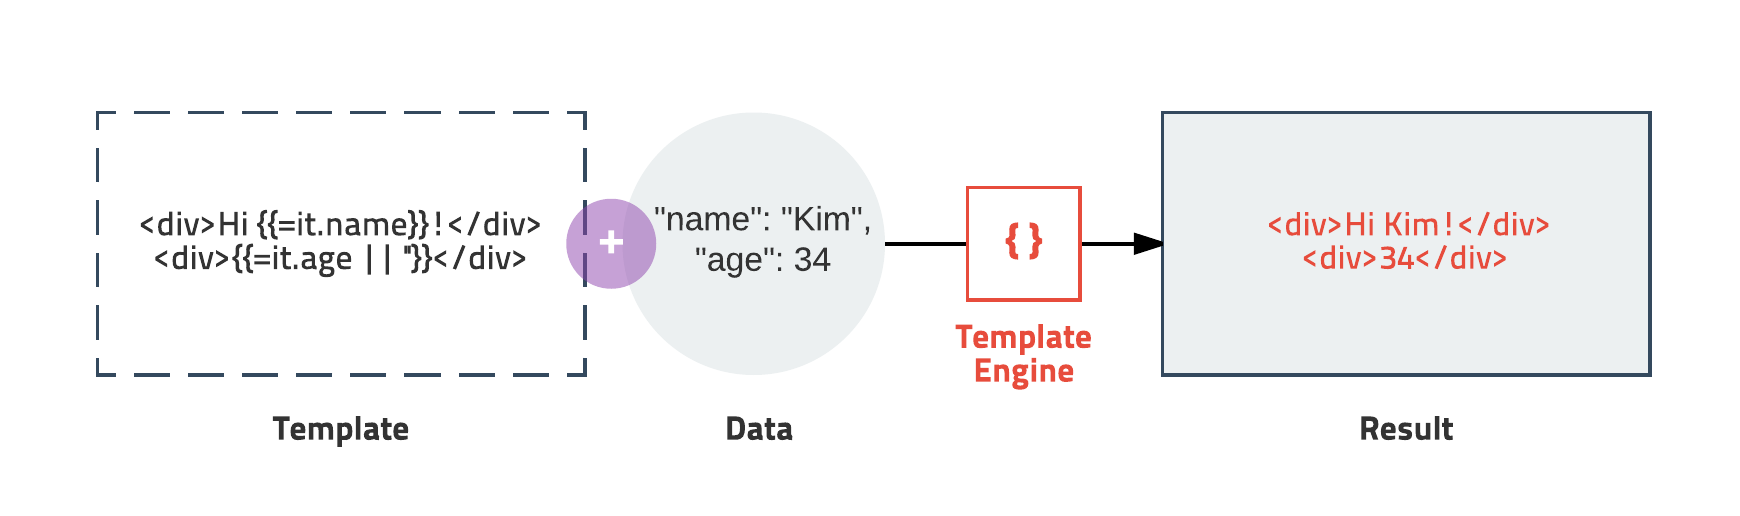 <div>Hi {{=it.name}}!</div>
<div>{{=it.age || ''}}</div>
+
"name": "Kim",
"age": 34
{ }
Template
Engine
<div>Hi Kim!</div>
<div>34</div>
Template
Data
Result